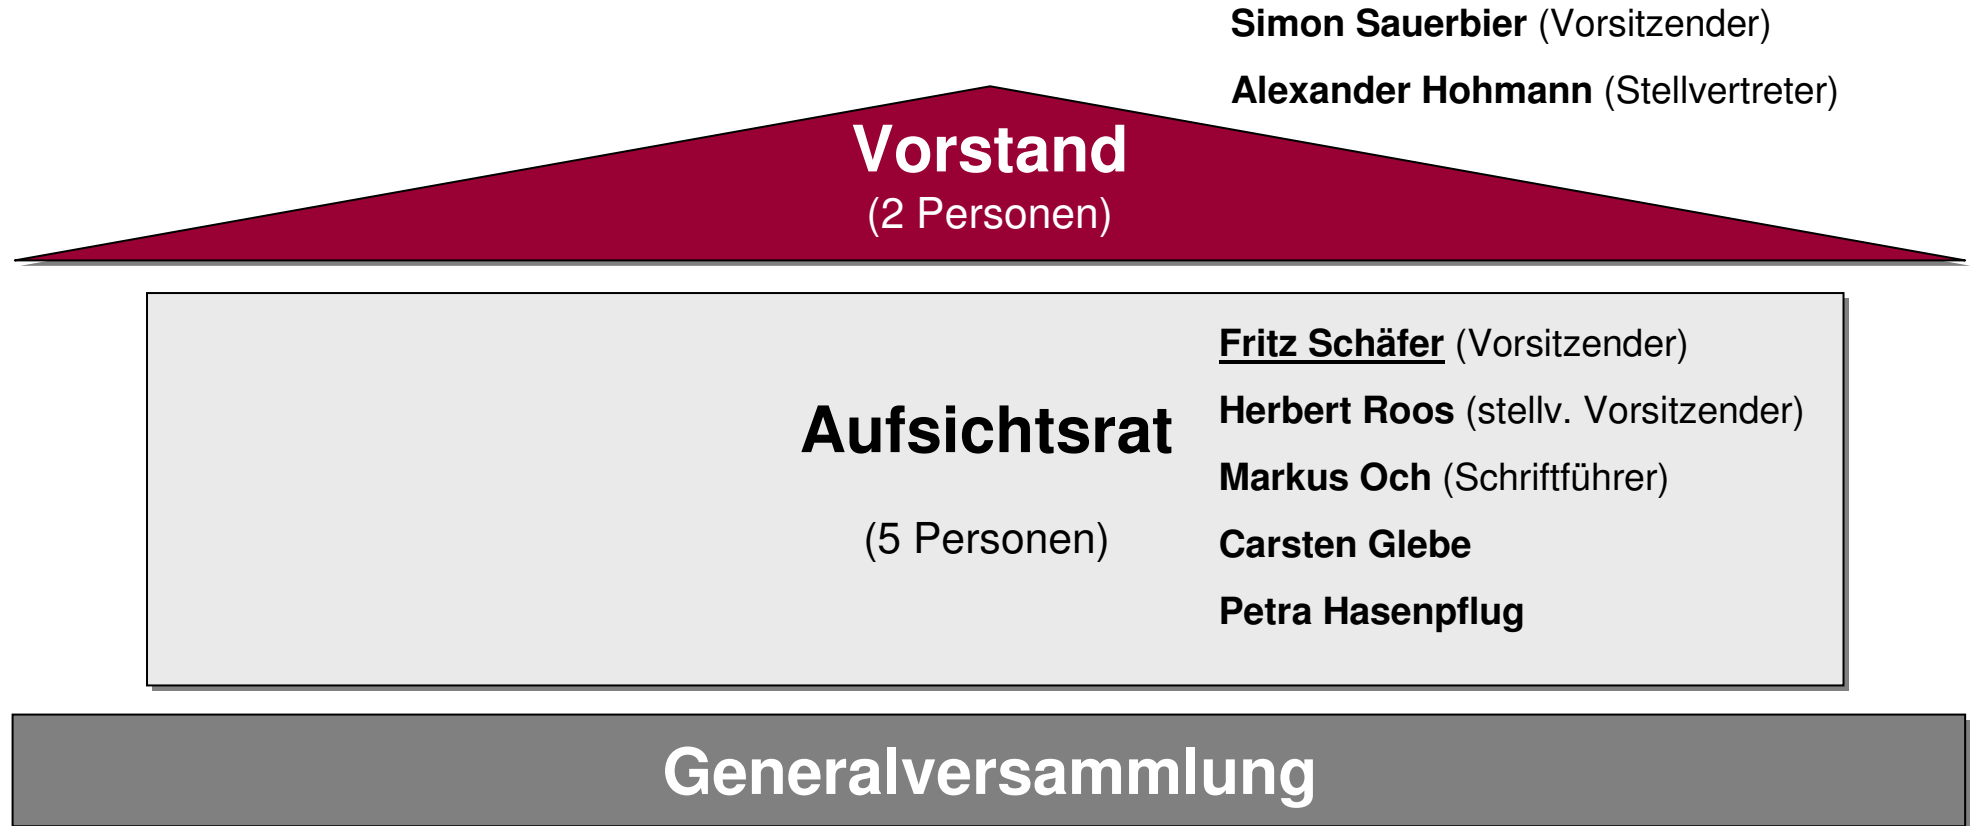 Simon Sauerbier (Vorsitzender)
Alexander Hohmann (Stellvertreter)
Vorstand
(2 Personen)
Fritz Schäfer (Vorsitzender)
Herbert Roos (stellv. Vorsitzender)
Markus Och (Schriftführer)
Carsten Glebe
Petra Hasenpflug
Aufsichtsrat
(5 Personen)
Generalversammlung